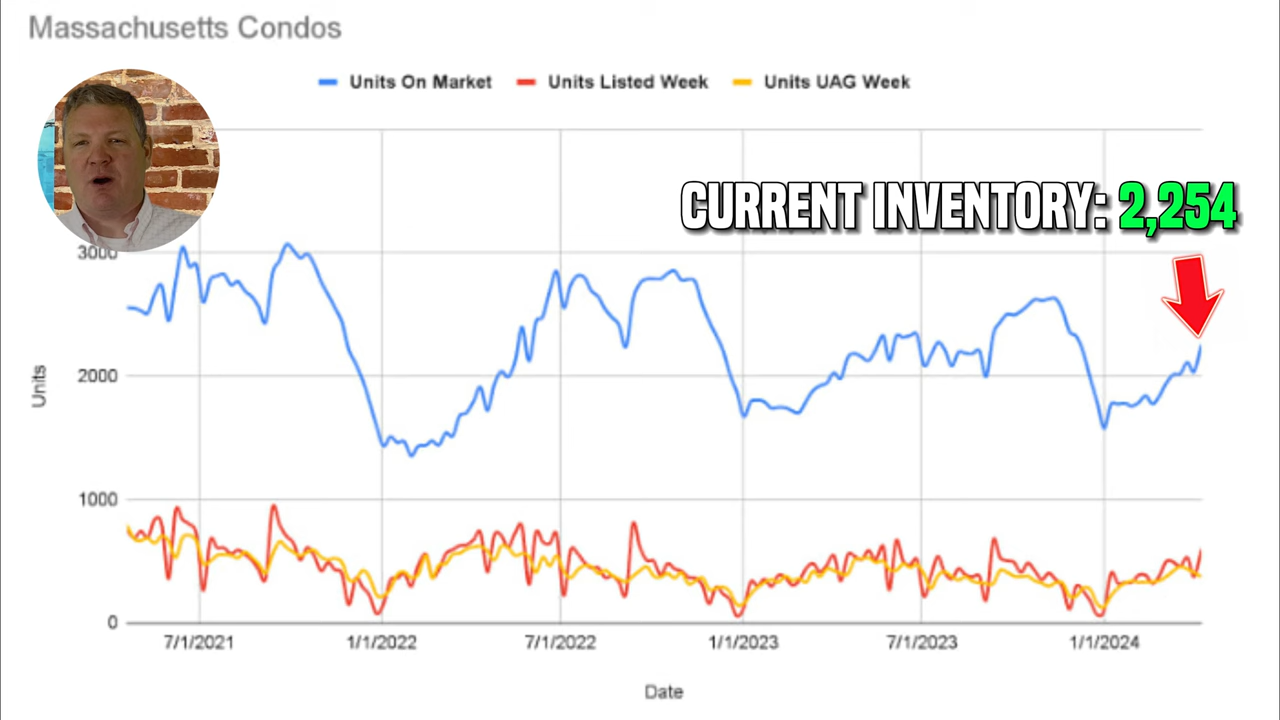 Massachusetts Condos
Units On Market Units Listed Week Units UAG Week
CURRENT INVENTORY: 2,254
3000
2000
1000
0
Units
7/1/2021 1/1/2022 7/1/2022 1/1/2023 7/1/2023 1/1/2024
Date